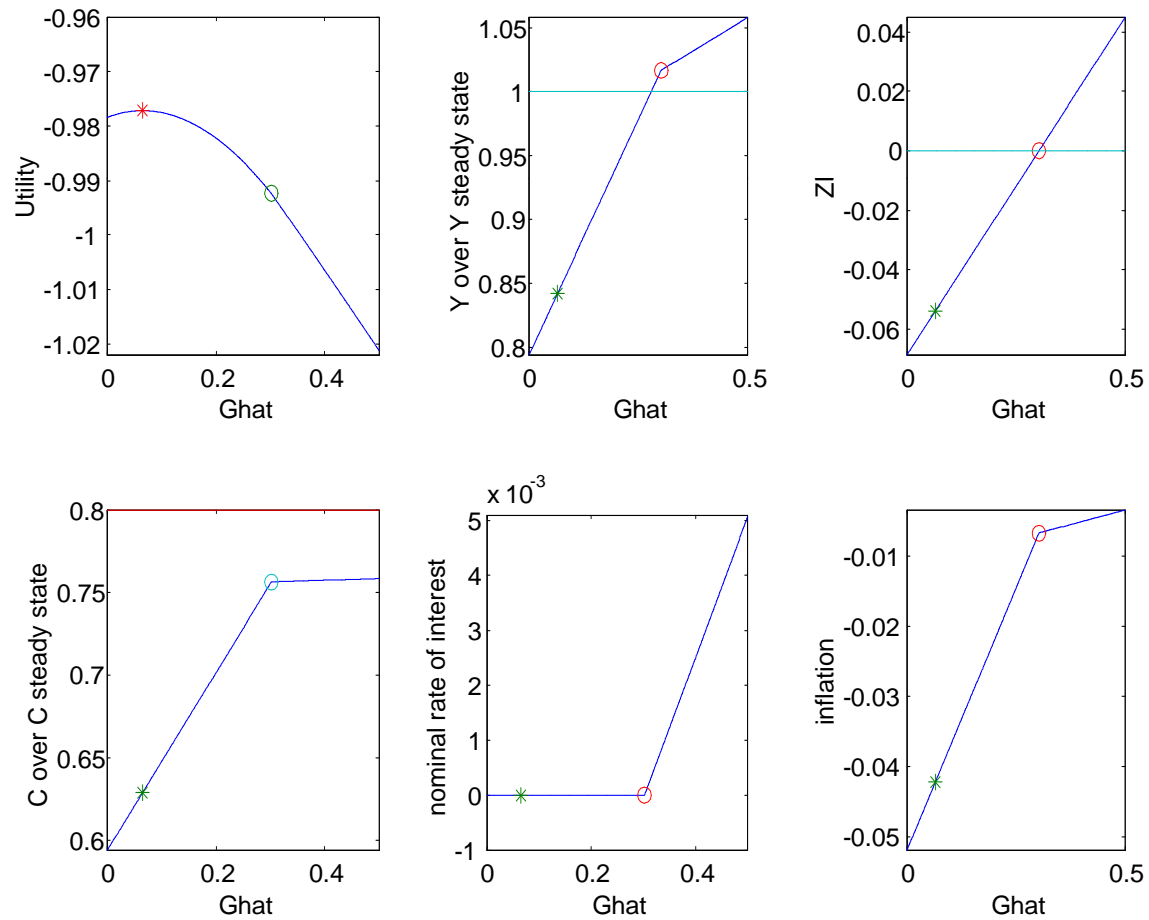 -0.96
-0.97
-0.98
-0.99
-1
-1.01
-1.02
0 0.2 0.4
Ghat
Utility
1.05
1
0.95
0.9
0.85
0.8
0 0.5
Ghat
Y over Y steady state
0.04
0.02
0
-0.02
-0.04
-0.06
0 0.5
Ghat
ZI
0.8
0.75
0.7
0.65
0.6
0 0.2 0.4
Ghat
C over C steady state
x 10^-3
5
4
3
2
1
0
-1
0 0.2 0.4
Ghat
nominal rate of interest
-0.01
-0.02
-0.03
-0.04
-0.05
0 0.5
Ghat
inflation